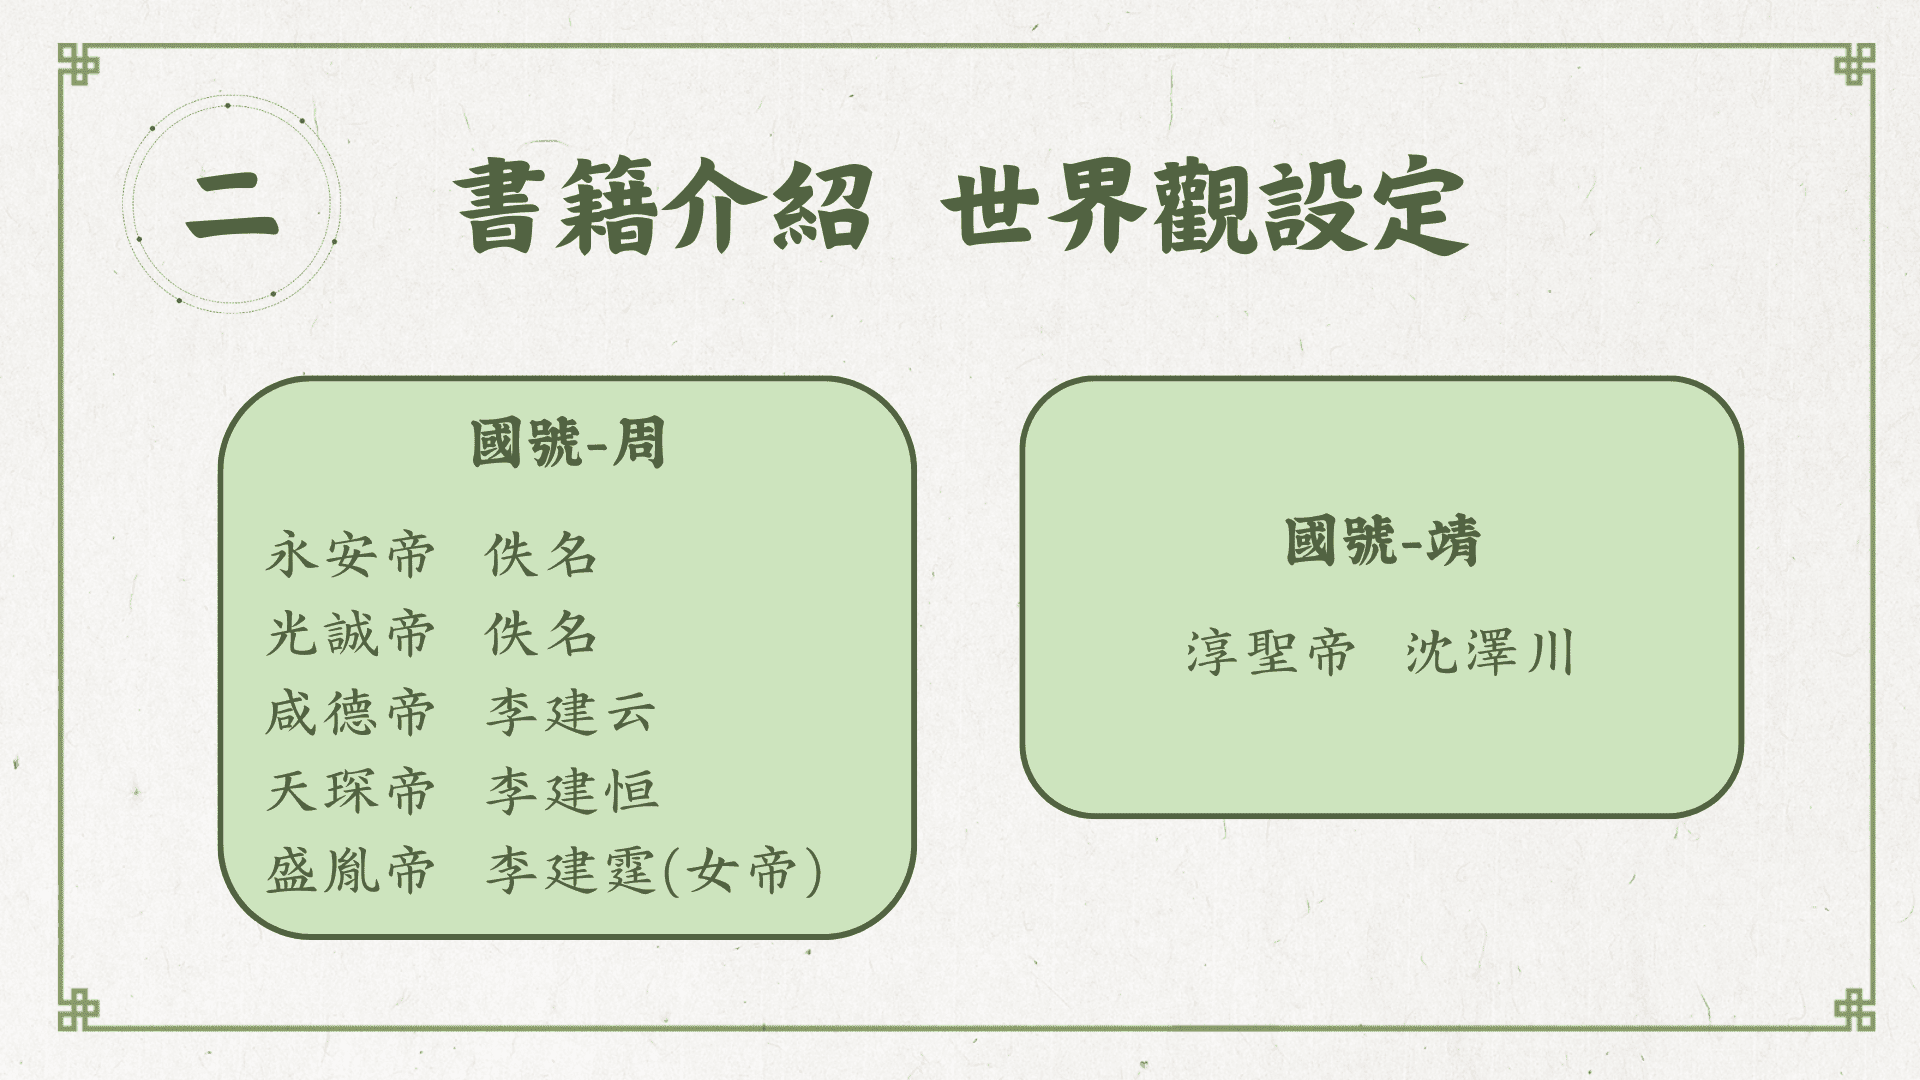 二
書籍介紹 世界觀設定
國號-周
永安帝 佚名
光誠帝 佚名
咸德帝 李建云
天琛帝 李建恒
盛胤帝 李建霆(女帝)
國號-靖
淳聖帝 沈澤川